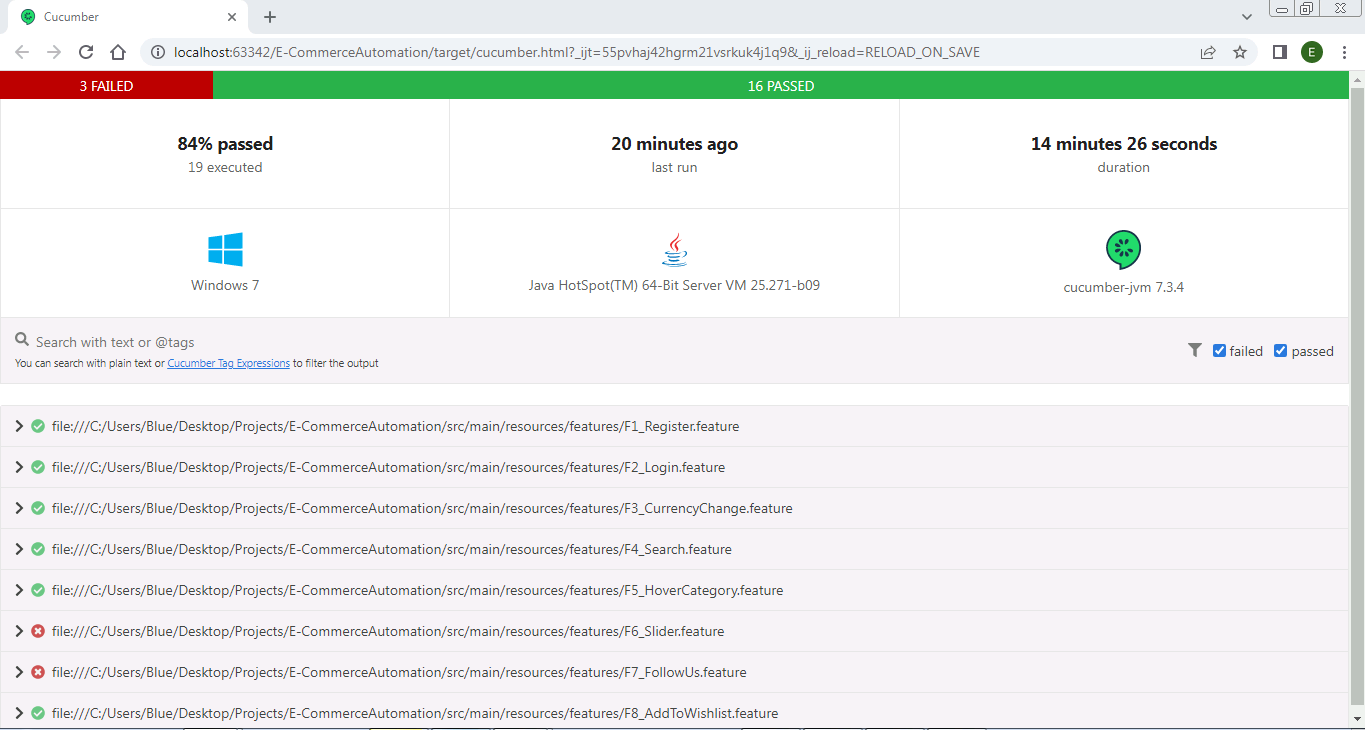 Cucumber
localhost:63342/E-CommerceAutomation/target/cucumber.html?_ijt=55pvhaj42hgrm21vsrkuk4j1q9&_ij_reload=RELOAD_ON_SAVE
E
3 FAILED
16 PASSED
84% passed
19 executed
20 minutes ago
last run
14 minutes 26 seconds
duration
Windows 7
Java HotSpot(TM) 64-Bit Server VM 25.271-b09
cucumber-jvm 7.3.4
Search with text or @tags
You can search with plain text or Cucumber Tag Expressions to filter the output
failed
passed
file:///C:/Users/Blue/Desktop/Projects/E-CommerceAutomation/src/main/resources/features/F1_Register.feature
file:///C:/Users/Blue/Desktop/Projects/E-CommerceAutomation/src/main/resources/features/F2_Login.feature
file:///C:/Users/Blue/Desktop/Projects/E-CommerceAutomation/src/main/resources/features/F3_CurrencyChange.feature
file:///C:/Users/Blue/Desktop/Projects/E-CommerceAutomation/src/main/resources/features/F4_Search.feature
file:///C:/Users/Blue/Desktop/Projects/E-CommerceAutomation/src/main/resources/features/F5_HoverCategory.feature
file:///C:/Users/Blue/Desktop/Projects/E-CommerceAutomation/src/main/resources/features/F6_Slider.feature
file:///C:/Users/Blue/Desktop/Projects/E-CommerceAutomation/src/main/resources/features/F7_FollowUs.feature
file:///C:/Users/Blue/Desktop/Projects/E-CommerceAutomation/src/main/resources/features/F8_AddToWishlist.feature